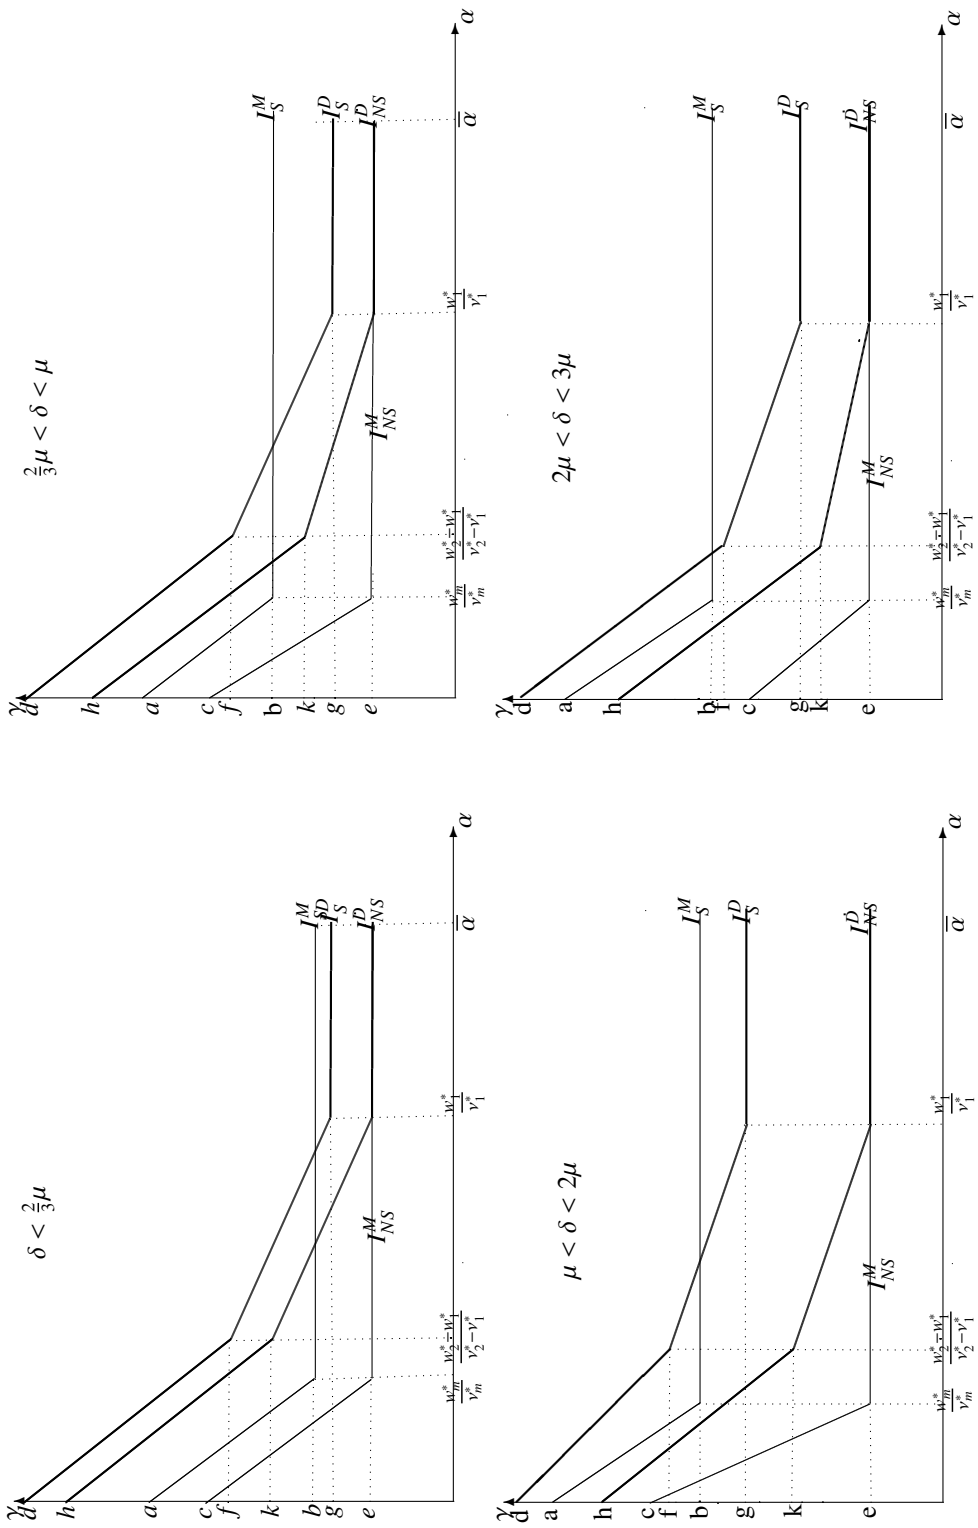 δ < 2/3 μ
γ
d
h
a
c
f
k
b
g
e
I_S^M
I_S^D
I_NS^D
I_NS^M
w_m^*/v_m^*
w_2^*−w_1^*/v_2^*−v_1^*
w_1^*/v_1^*
α̅
α
2/3 μ < δ < μ
γ
d
h
a
c
f
b
k
g
e
I_S^M
I_S^D
I_NS^D
I_NS^M
w_m^*/v_m^*
w_2^*−w_1^*/v_2^*−v_1^*
w_1^*/v_1^*
α̅
α
μ < δ < 2μ
γ
d
a
h
c
f
b
g
k
e
I_S^M
I_S^D
I_NS^D
I_NS^M
w_m^*/v_m^*
w_2^*−w_1^*/v_2^*−v_1^*
w_1^*/v_1^*
α̅
α
2μ < δ < 3μ
γ
d
a
h
b
f
c
g
k
e
I_S^M
I_S^D
I_NS^D
I_NS^M
w_m^*/v_m^*
w_2^*−w_1^*/v_2^*−v_1^*
w_1^*/v_1^*
α̅
α